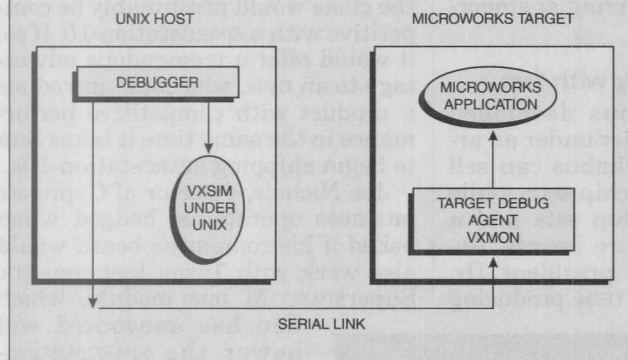 UNIX HOST
DEBUGGER
VXSIM
UNDER
UNIX
MICROWORKS TARGET
MICROWORKS
APPLICATION
TARGET DEBUG
AGENT
VXMON
SERIAL LINK